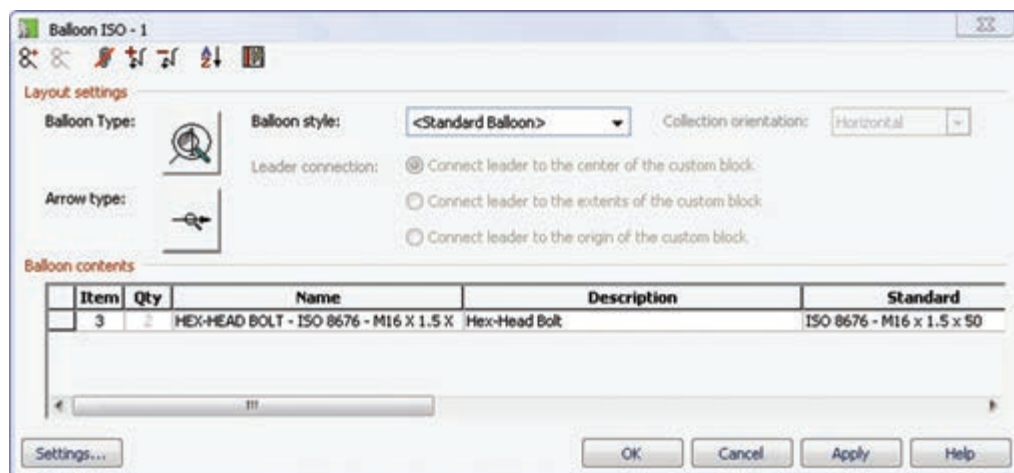 Balloon ISO - 1
Layout settings
Balloon Type: Balloon style: <Standard Balloon> Collection orientation: Horizontal
Leader connection: Connect leader to the center of the custom block
Arrow type: Connect leader to the extents of the custom block
Connect leader to the origin of the custom block
Balloon contents
Item Qty Name Description Standard
3 2 HEX-HEAD BOLT - ISO 8676 - M16 X 1.5 X Hex-Head Bolt ISO 8676 - M16 x 1.5 x 50
Settings... OK Cancel Apply Help